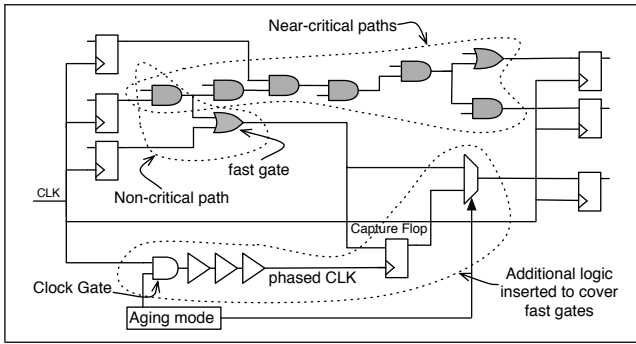 Near-critical paths
fast gate
Non-critical path
CLK
Capture Flop
phased CLK
Clock Gate
Additional logic
inserted to cover
fast gates
Aging mode